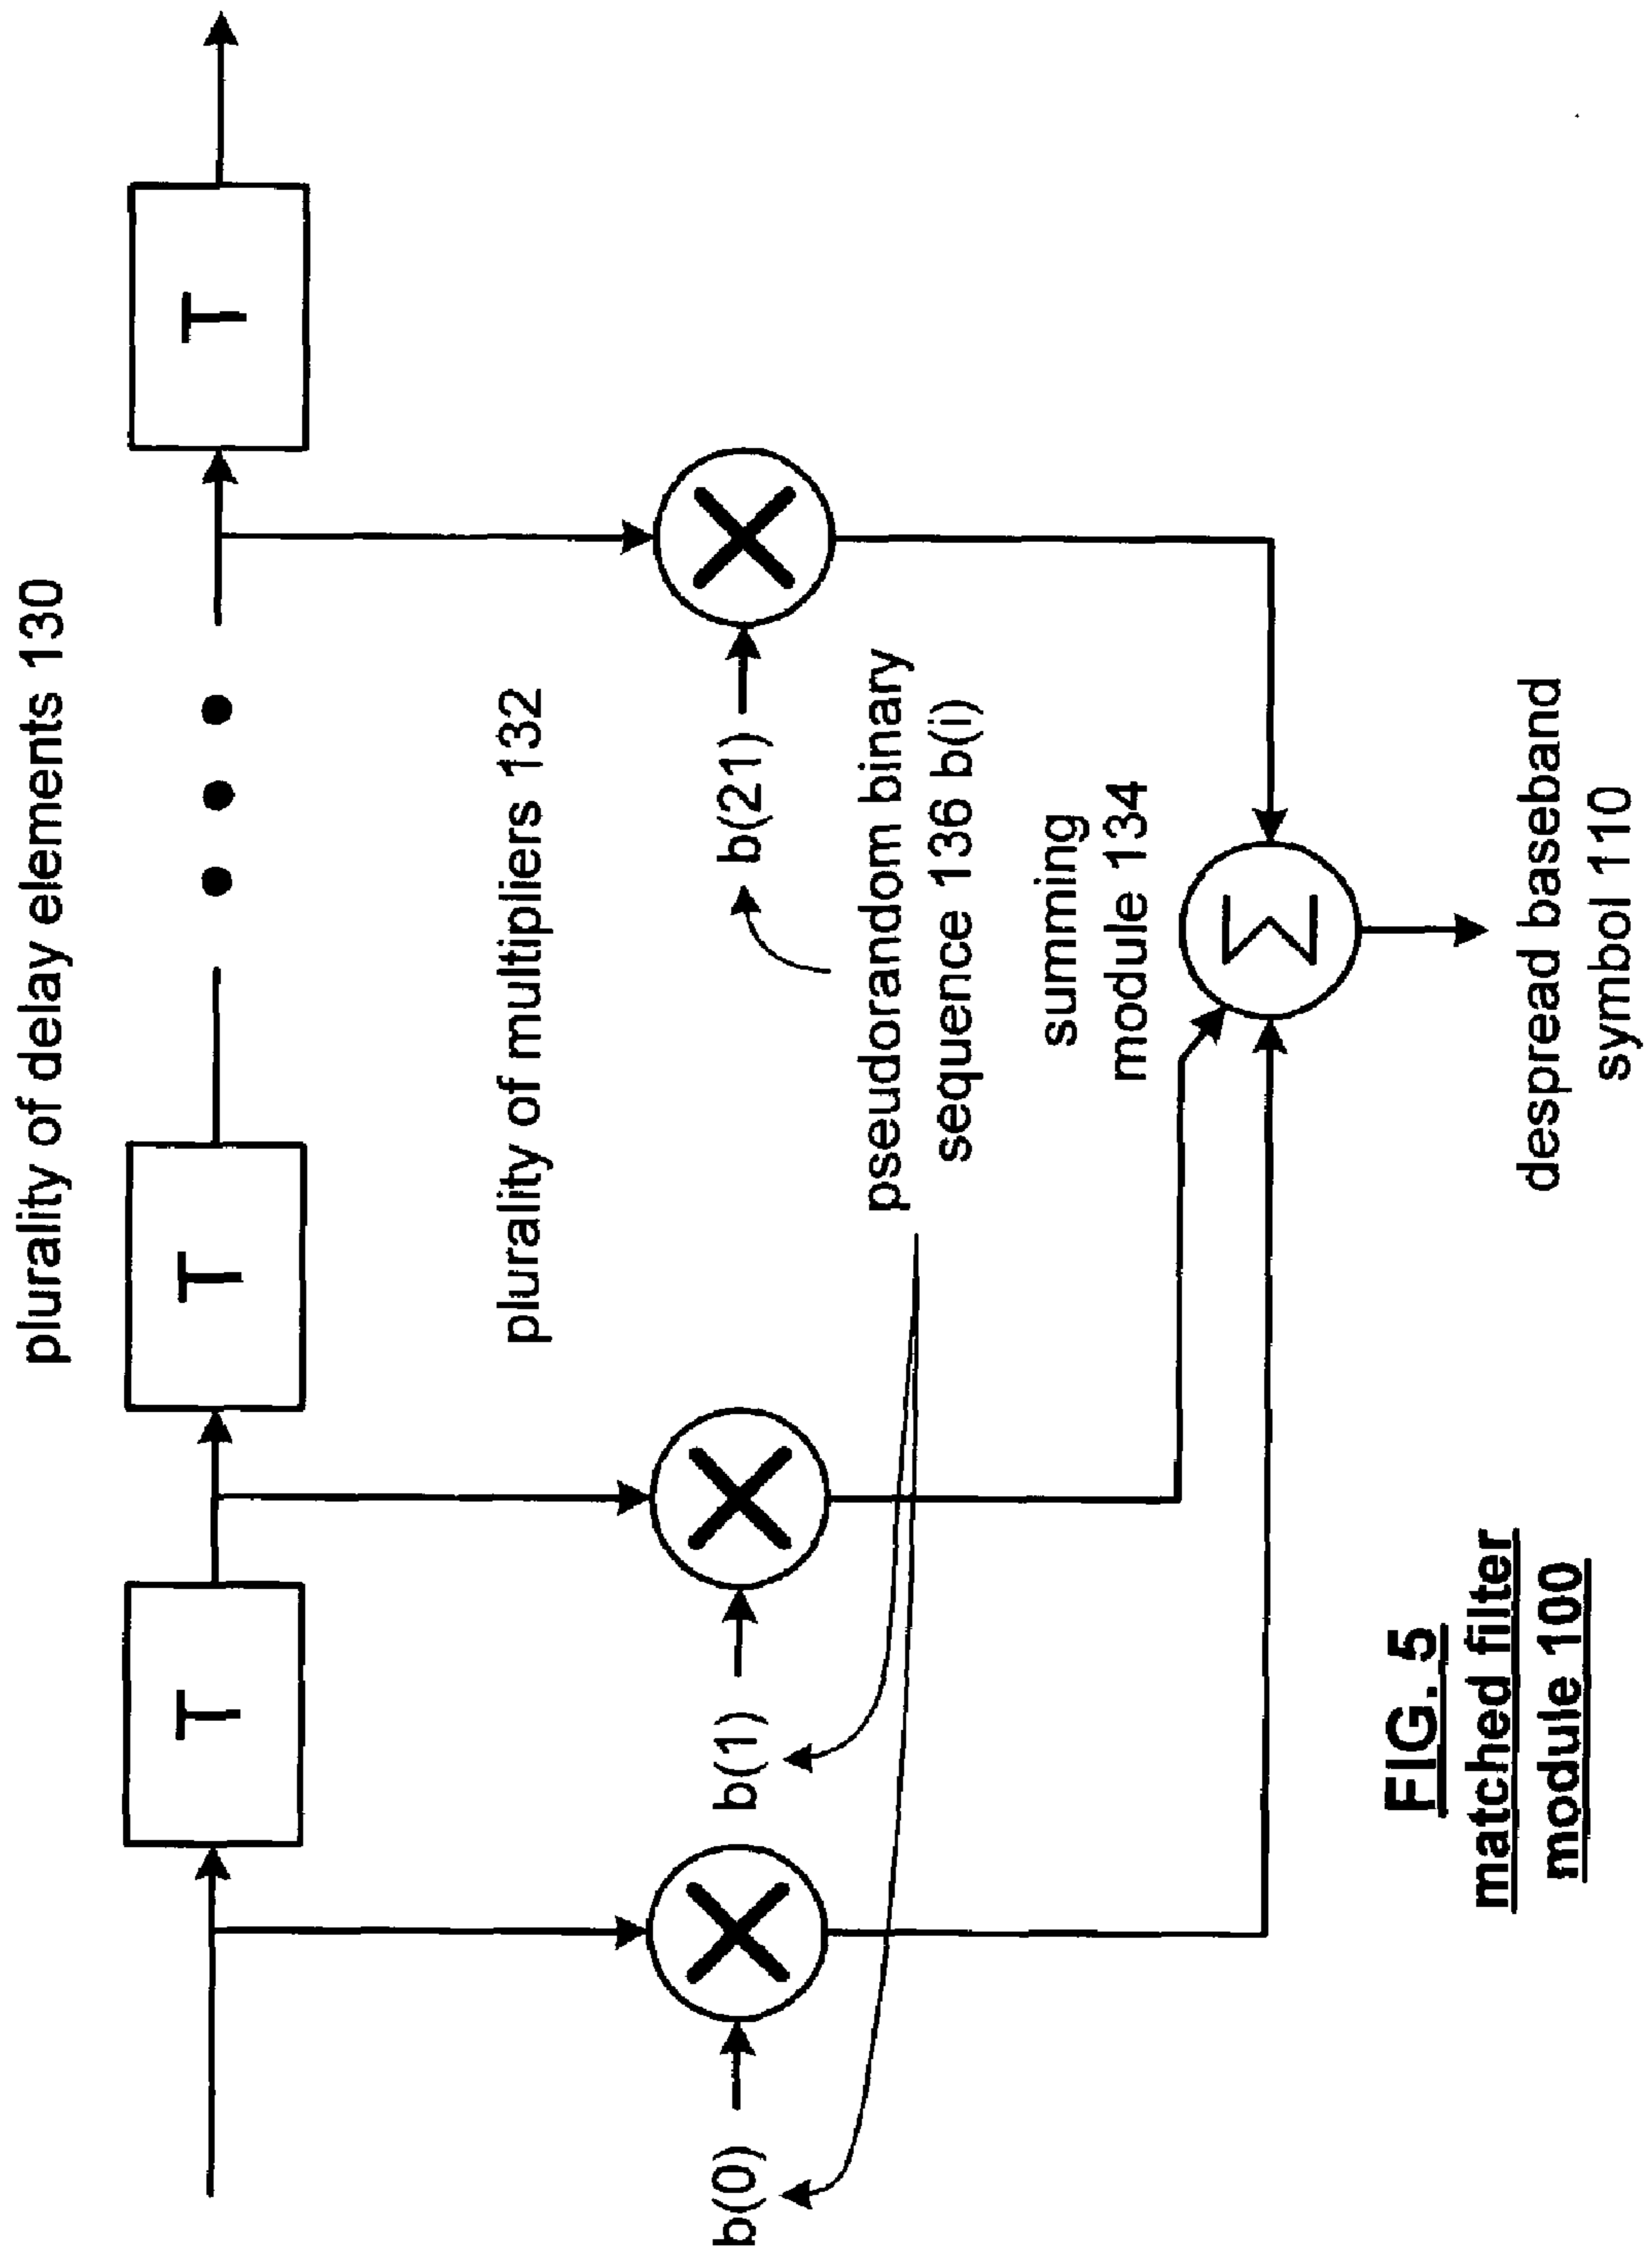 plurality of delay elements 130
T
T
T
plurality of multipliers 132
b(0)
b(1)
b(21)
pseudorandom binary
sequence 136 b(i)
summing
module 134
Σ
despread baseband
symbol 110
FIG. 5
matched filter
module 100